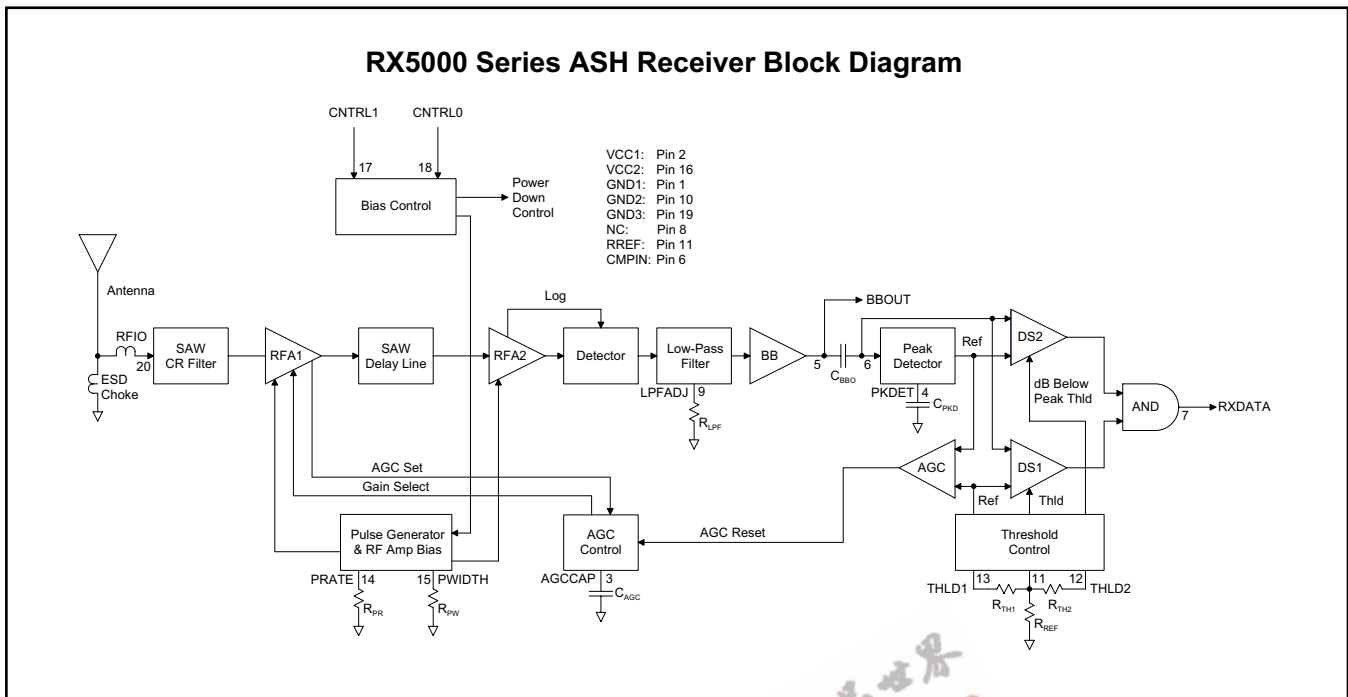 RX5000 Series ASH Receiver Block Diagram
CNTRL1
CNTRL0
17
18
Bias Control
Power
Down
Control
VCC1: Pin 2
VCC2: Pin 16
GND1: Pin 1
GND2: Pin 10
GND3: Pin 19
NC: Pin 8
RREF: Pin 11
CMPIN: Pin 6
Antenna
RFIO
20
ESD
Choke
SAW
CR Filter
RFA1
SAW
Delay Line
RFA2
Log
Detector
Low-Pass
Filter
LPFADJ
9
RLPF
BB
BBOUT
5
CBBO
6
Peak
Detector
PKDET
4
CPKD
Ref
DS2
dB Below
Peak Thld
AND
7
RXDATA
AGC Set
Gain Select
AGC
DS1
Ref
Thld
Pulse Generator
& RF Amp Bias
PRATE
14
15
PWIDTH
RPR
RPW
AGC
Control
AGC Reset
AGCCAP
3
CAGC
Threshold
Control
THLD1
13
11
12
THLD2
RTH1
RTH2
RREF
世界